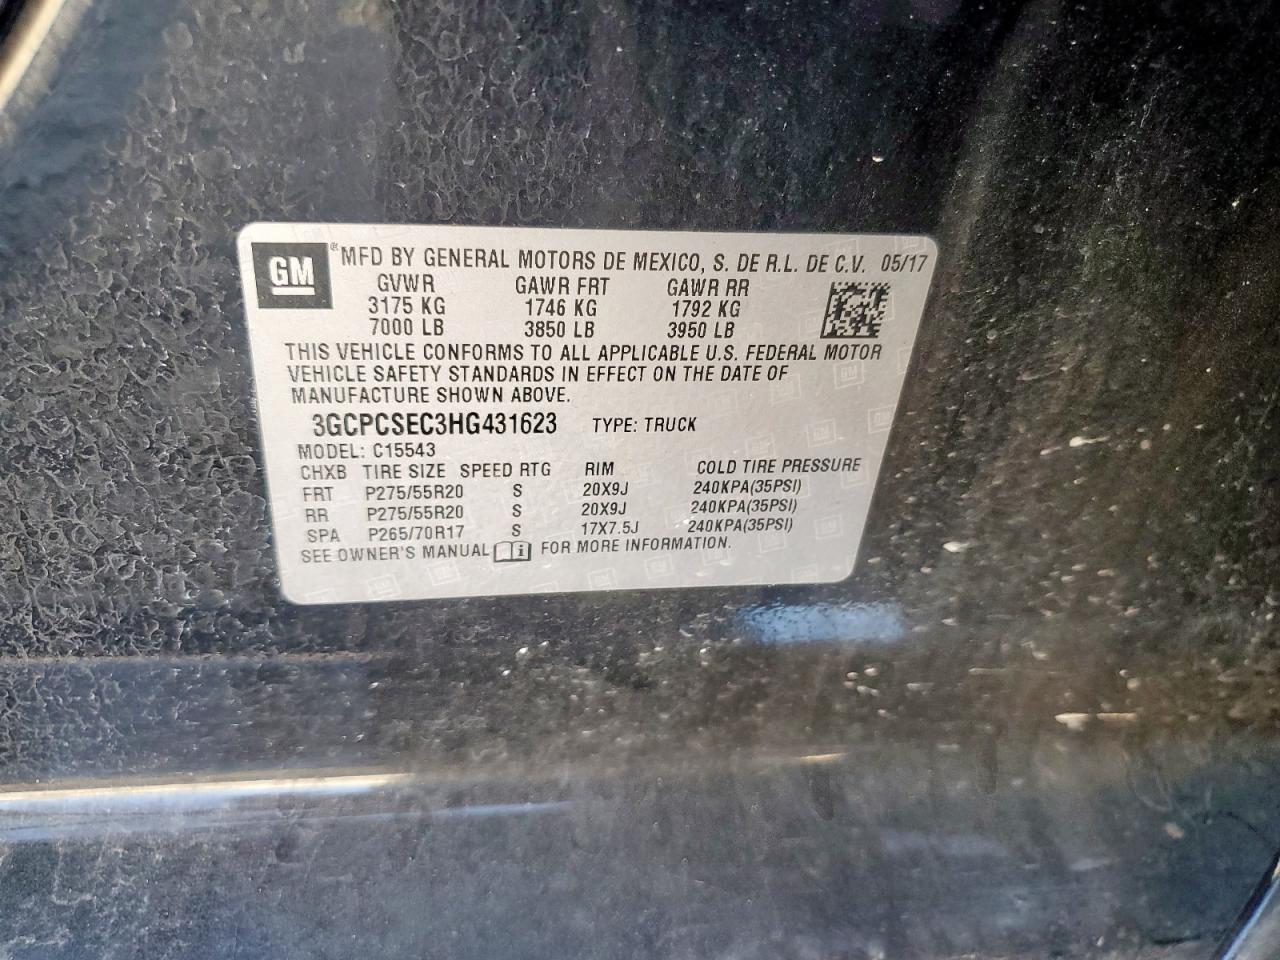 GM ® MFD BY GENERAL MOTORS DE MEXICO, S. DE R.L. DE C.V. 05/17
GVWR GAWR FRT GAWR RR
3175 KG 1746 KG 1792 KG
7000 LB 3850 LB 3950 LB
THIS VEHICLE CONFORMS TO ALL APPLICABLE U.S. FEDERAL MOTOR
VEHICLE SAFETY STANDARDS IN EFFECT ON THE DATE OF
MANUFACTURE SHOWN ABOVE.
3GCPCSEC3HG431623 TYPE: TRUCK
MODEL: C15543
CHXB TIRE SIZE SPEED RTG RIM COLD TIRE PRESSURE
FRT P275/55R20 S 20X9J 240KPA(35PSI)
RR P275/55R20 S 20X9J 240KPA(35PSI)
SPA P265/70R17 S 17X7.5J 240KPA(35PSI)
SEE OWNER'S MANUAL FOR MORE INFORMATION.